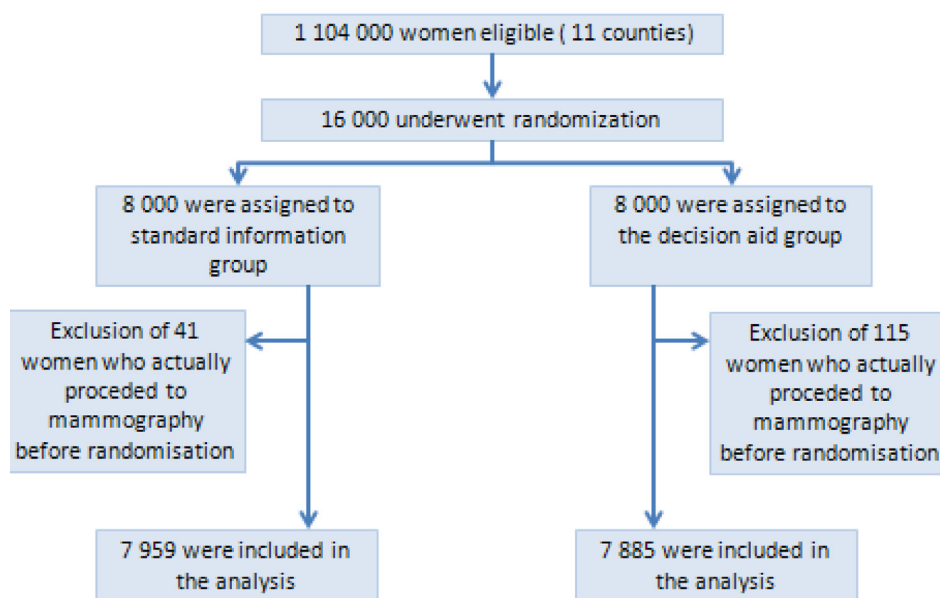 1 104 000 women eligible ( 11 counties)
16 000 underwent randomization
8 000 were assigned to
standard information
group
8 000 were assigned to
the decision aid group
Exclusion of 41
women who actually
proceded to
mammography
before randomisation
Exclusion of 115
women who actually
proceded to
mammography
before randomisation
7 959 were included in
the analysis
7 885 were included in
the analysis